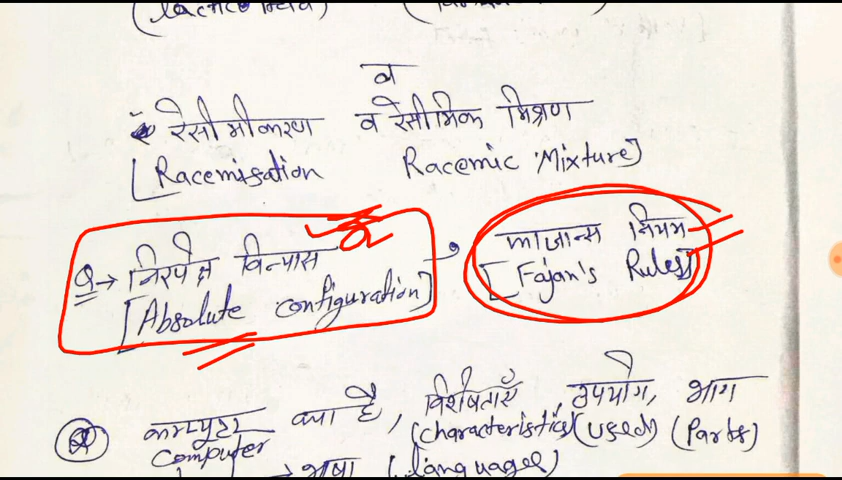 व
रेसीमीकरण व रेसीमिक मिश्रण
[Racemisation Racemic Mixture]
Q→ निरपेक्ष विन्यास, फाजान्स नियम
[Absolute configuration] [Fajan's Rules]
कम्प्यूटर क्या है, विशेषताएँ उपयोग, भाग
Computer (characteristics) (used) (Parts)
→ भाषा (languages)